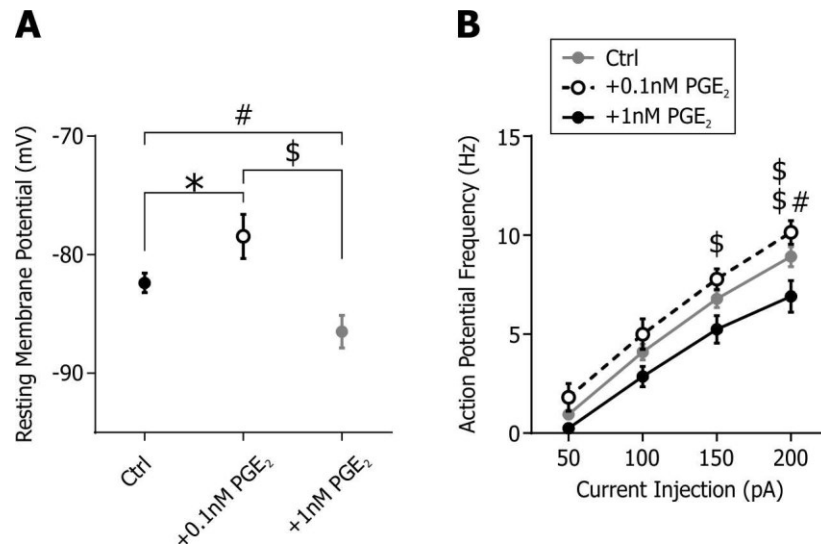 A
Resting Membrane Potential (mV)
-70
-80
-90
#
$
*
Ctrl
+0.1nM PGE₂
+1nM PGE₂
B
Ctrl
+0.1nM PGE₂
+1nM PGE₂
Action Potential Frequency (Hz)
15
10
5
0
$
$
$ #
50 100 150 200
Current Injection (pA)